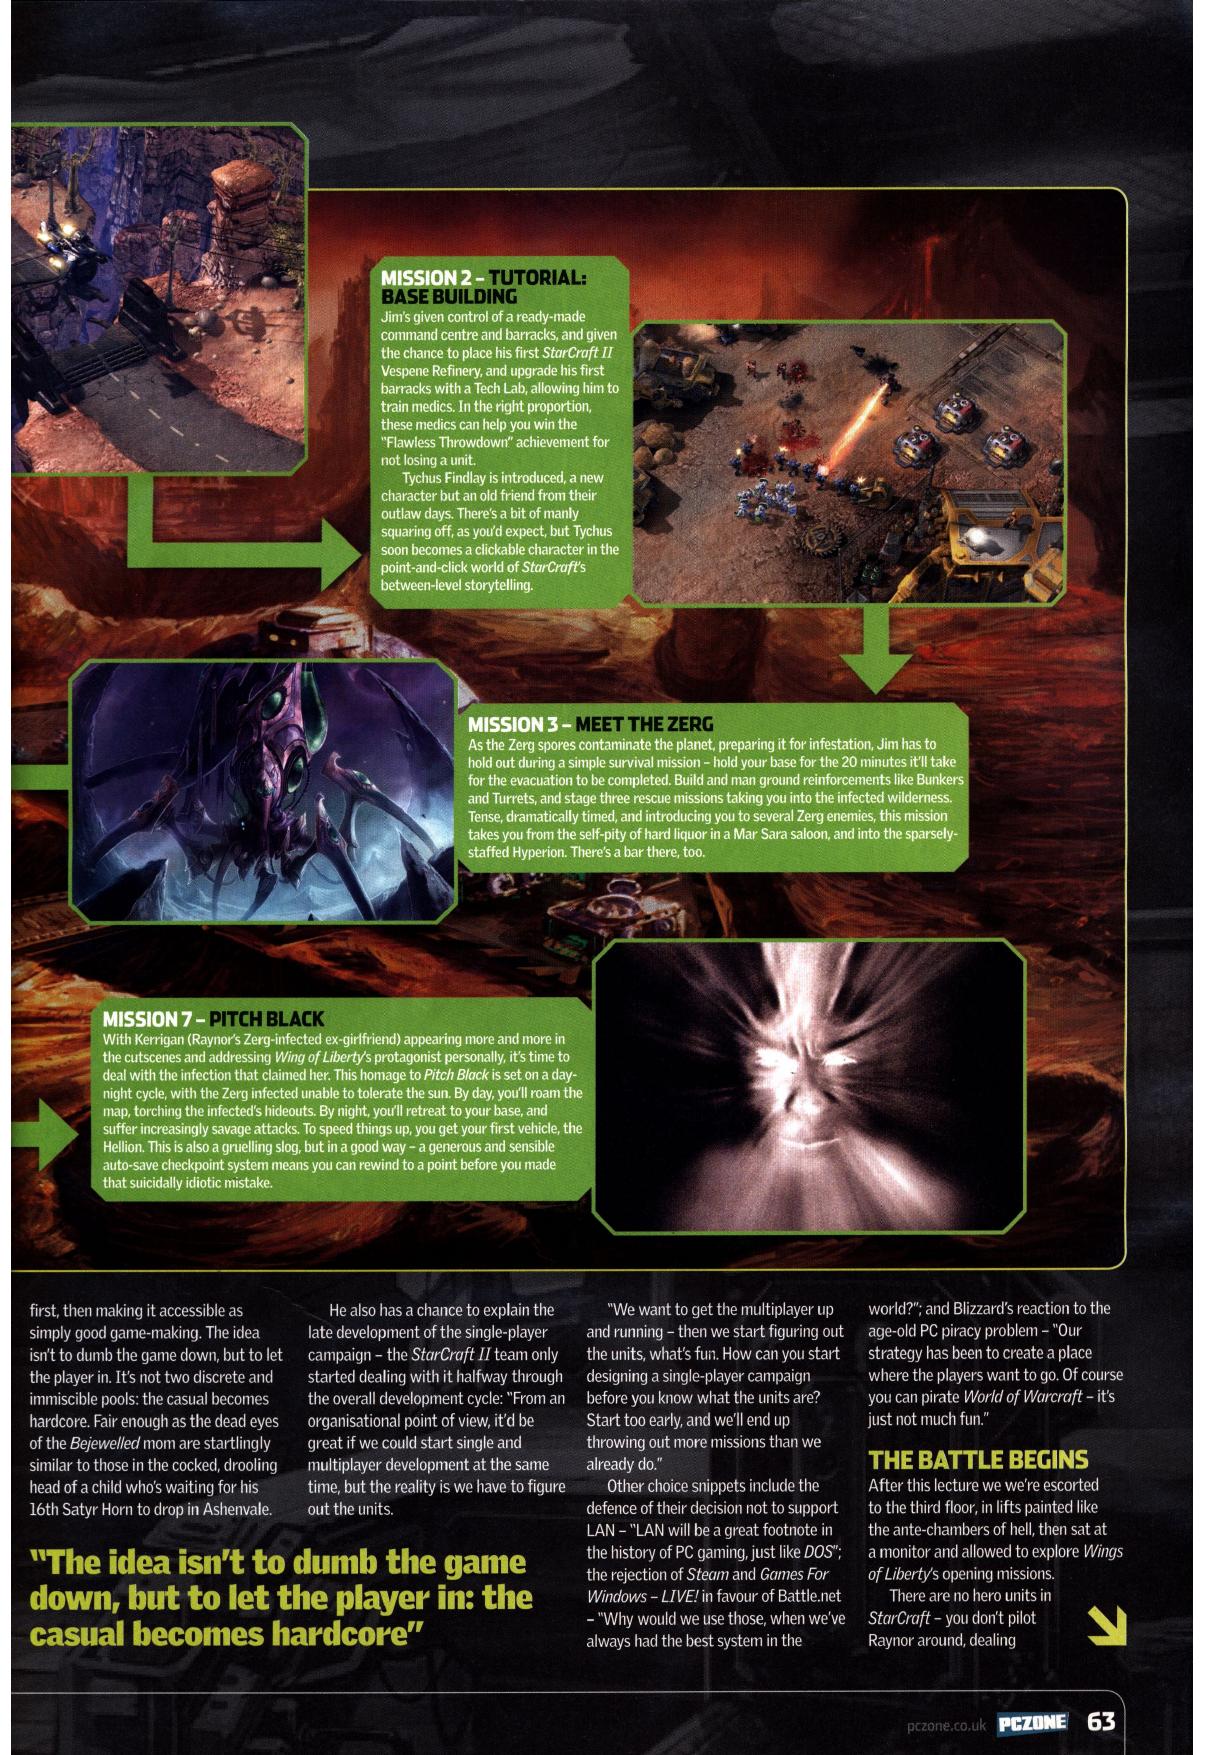 MISSION 2 – TUTORIAL:
BASE BUILDING
Jim's given control of a ready-made
command centre and barracks, and given
the chance to place his first StarCraft II
Vespene Refinery, and upgrade his first
barracks with a Tech Lab, allowing him to
train medics. In the right proportion,
these medics can help you win the
"Flawless Throwdown" achievement for
not losing a unit.
Tychus Findlay is introduced, a new
character but an old friend from their
outlaw days. There's a bit of manly
squaring off, as you'd expect, but Tychus
soon becomes a clickable character in the
point-and-click world of StarCraft's
between-level storytelling.
MISSION 3 – MEET THE ZERG
As the Zerg spores contaminate the planet, preparing it for infestation, Jim has to
hold out during a simple survival mission – hold your base for the 20 minutes it'll take
for the evacuation to be completed. Build and man ground reinforcements like Bunkers
and Turrets, and stage three rescue missions taking you into the infected wilderness.
Tense, dramatically timed, and introducing you to several Zerg enemies, this mission
takes you from the self-pity of hard liquor in a Mar Sara saloon, and into the sparsely-
staffed Hyperion. There's a bar there, too.
MISSION 7 – PITCH BLACK
With Kerrigan (Raynor's Zerg-infected ex-girlfriend) appearing more and more in
the cutscenes and addressing Wing of Liberty's protagonist personally, it's time to
deal with the infection that claimed her. This homage to Pitch Black is set on a day-
night cycle, with the Zerg infected unable to tolerate the sun. By day, you'll roam the
map, torching the infected's hideouts. By night, you'll retreat to your base, and
suffer increasingly savage attacks. To speed things up, you get your first vehicle, the
Hellion. This is also a gruelling slog, but in a good way – a generous and sensible
auto-save checkpoint system means you can rewind to a point before you made
that suicidally idiotic mistake.
first, then making it accessible as
simply good game-making. The idea
isn't to dumb the game down, but to let
the player in. It's not two discrete and
immiscible pools: the casual becomes
hardcore. Fair enough as the dead eyes
of the Bejewelled mom are startlingly
similar to those in the cocked, drooling
head of a child who's waiting for his
16th Satyr Horn to drop in Ashenvale.
He also has a chance to explain the
late development of the single-player
campaign – the StarCraft II team only
started dealing with it halfway through
the overall development cycle: "From an
organisational point of view, it'd be
great if we could start single and
multiplayer development at the same
time, but the reality is we have to figure
out the units.
"The idea isn't to dumb the game
down, but to let the player in: the
casual becomes hardcore"
"We want to get the multiplayer up
and running – then we start figuring out
the units, what's fun. How can you start
designing a single-player campaign
before you know what the units are?
Start too early, and we'll end up
throwing out more missions than we
already do."
Other choice snippets include the
defence of their decision not to support
LAN – "LAN will be a great footnote in
the history of PC gaming, just like DOS";
the rejection of Steam and Games For
Windows – LIVE! in favour of Battle.net
– "Why would we use those, when we've
always had the best system in the
world?"; and Blizzard's reaction to the
age-old PC piracy problem – "Our
strategy has been to create a place
where the players want to go. Of course
you can pirate World of Warcraft – it's
just not much fun."
THE BATTLE BEGINS
After this lecture we we're escorted
to the third floor, in lifts painted like
the ante-chambers of hell, then sat at
a monitor and allowed to explore Wings
of Liberty's opening missions.
There are no hero units in
StarCraft – you don't pilot
Raynor around, dealing
pczone.co.uk PCZONE 63